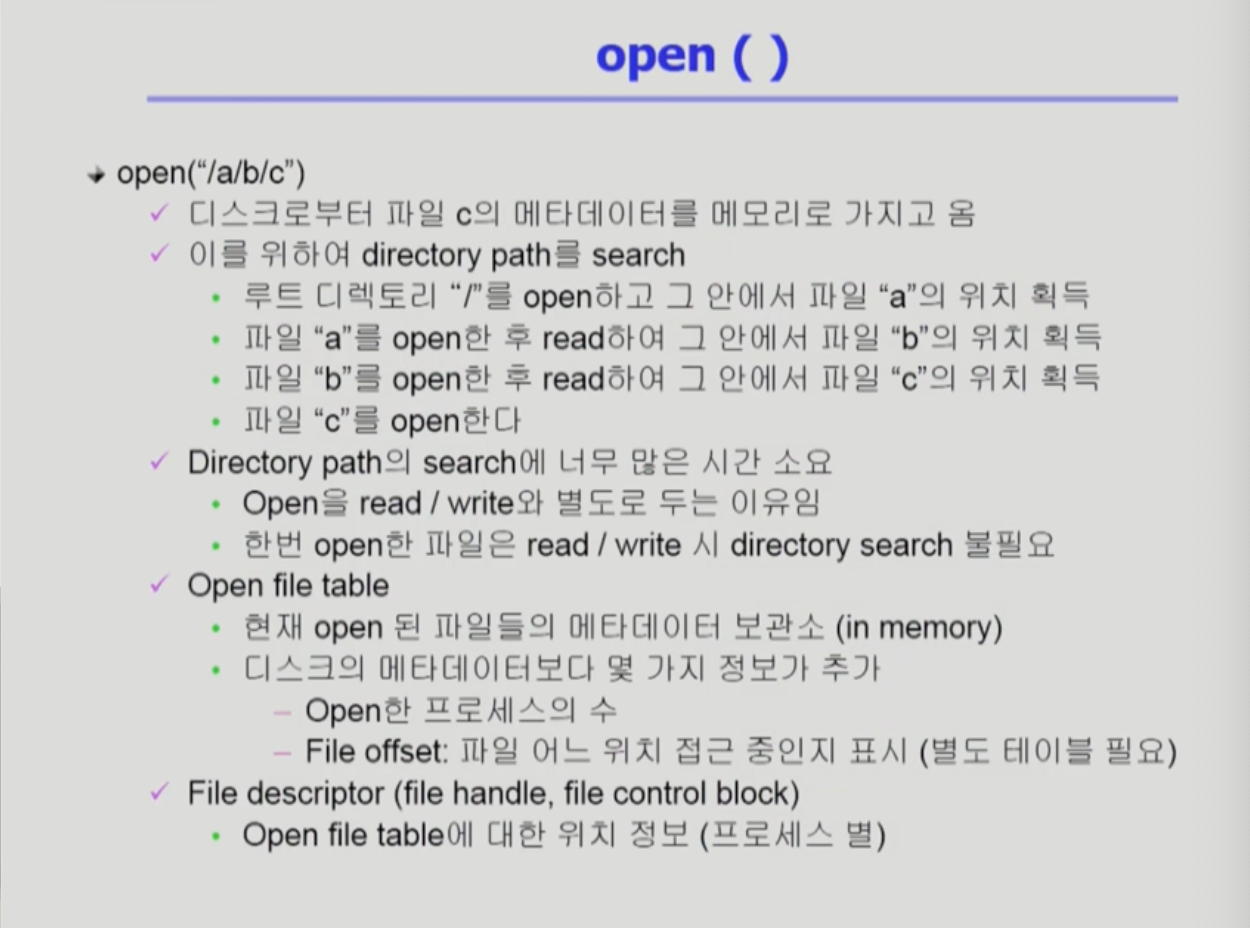 open ( )
open(“/a/b/c”)
디스크로부터 파일 c의 메타데이터를 메모리로 가지고 옴
이를 위하여 directory path를 search
루트 디렉토리 “/”를 open하고 그 안에서 파일 “a”의 위치 획득
파일 “a”를 open한 후 read하여 그 안에서 파일 “b”의 위치 획득
파일 “b”를 open한 후 read하여 그 안에서 파일 “c”의 위치 획득
파일 “c”를 open한다
Directory path의 search에 너무 많은 시간 소요
Open을 read / write와 별도로 두는 이유임
한번 open한 파일은 read / write 시 directory search 불필요
Open file table
현재 open 된 파일들의 메타데이터 보관소 (in memory)
디스크의 메타데이터보다 몇 가지 정보가 추가
– Open한 프로세스의 수
– File offset: 파일 어느 위치 접근 중인지 표시 (별도 테이블 필요)
File descriptor (file handle, file control block)
Open file table에 대한 위치 정보 (프로세스 별)